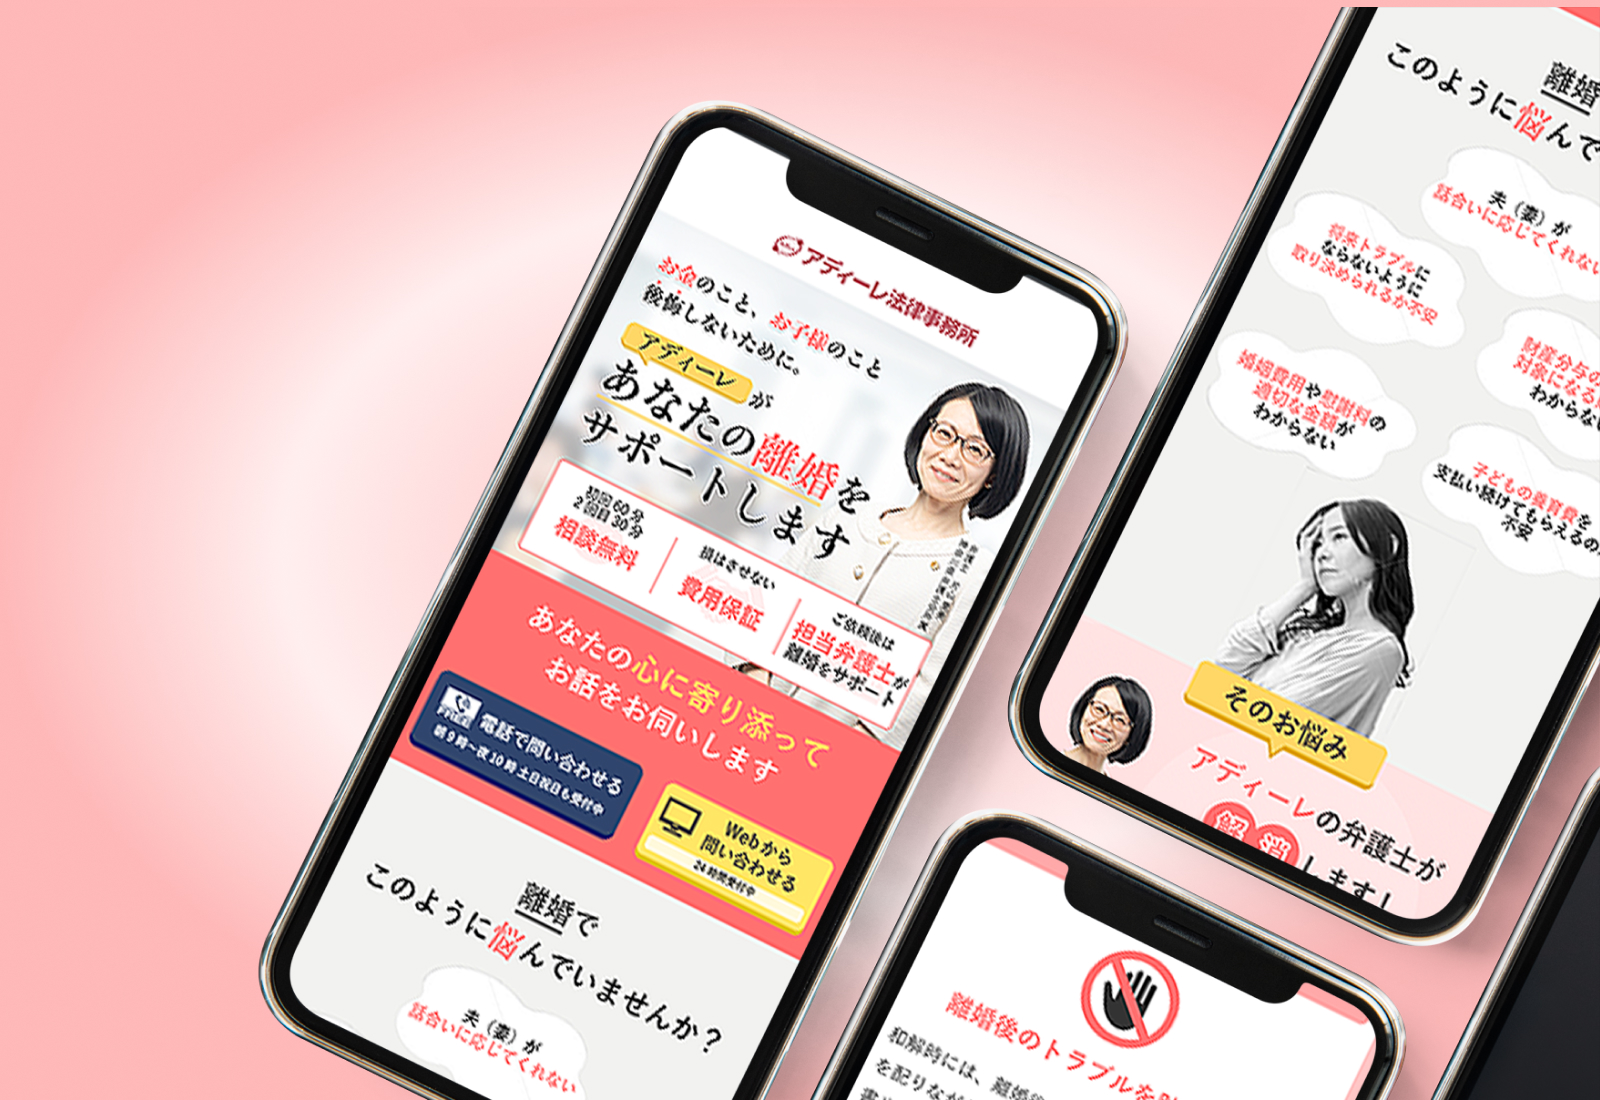 アディーレ法律事務所
お金のこと、お子様のこと
後悔しないために。
アディーレが
あなたの離婚を
サポートします
初回60分
2回目30分
相談無料
損はさせない
費用保証
ご依頼後は
担当弁護士が
離婚をサポート
あなたの心に寄り添って
お話をお伺いします
電話で問い合わせる
朝9時〜夜10時 土日祝日も受付中
Webから
問い合わせる
24時間受付中
離婚で
このように悩んでいませんか？
夫（妻）が
話合いに応じてくれない
離婚
このように悩んで
夫（妻）が
話合いに応じてくれない
将来トラブルに
ならないように
取り決められるか不安
財産分与の
対象になる
わからな
婚姻費用や慰謝料の
適切な金額が
わからない
子どもの養育費を
支払い続けてもらえるの
不安
そのお悩み
アディーレの弁護士が
解消します！
離婚後のトラブルを
和解時には、離婚後
を配りなが